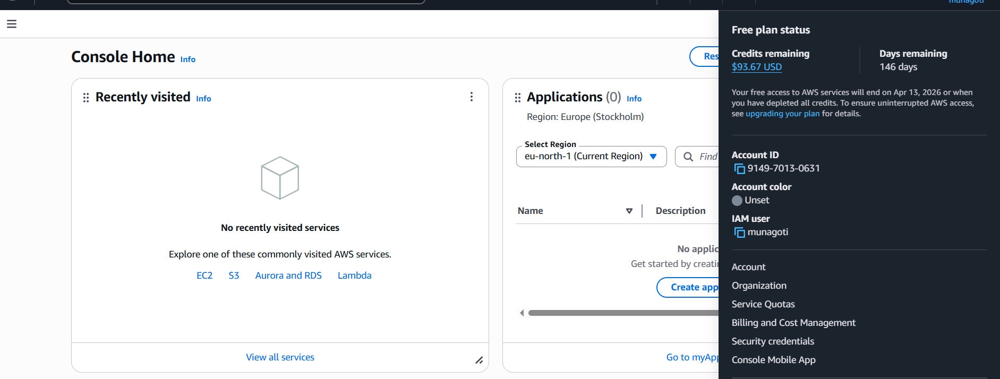 munagoti
Console Home Info
Recently visited Info
No recently visited services
Explore one of these commonly visited AWS services.
EC2 S3 Aurora and RDS Lambda
View all services
Res
Applications (0) Info
Region: Europe (Stockholm)
Select Region
eu-north-1 (Current Region)
Find
Name Description
No applic
Get started by creatin
Create app
Go to myApp
Free plan status
Credits remaining
$93.67 USD
Days remaining
146 days
Your free access to AWS services will end on Apr 13, 2026 or when
you have depleted all credits. To ensure uninterrupted AWS access,
see upgrading your plan for details.
Account ID
9149-7013-0631
Account color
Unset
IAM user
munagoti
Account
Organization
Service Quotas
Billing and Cost Management
Security credentials
Console Mobile App